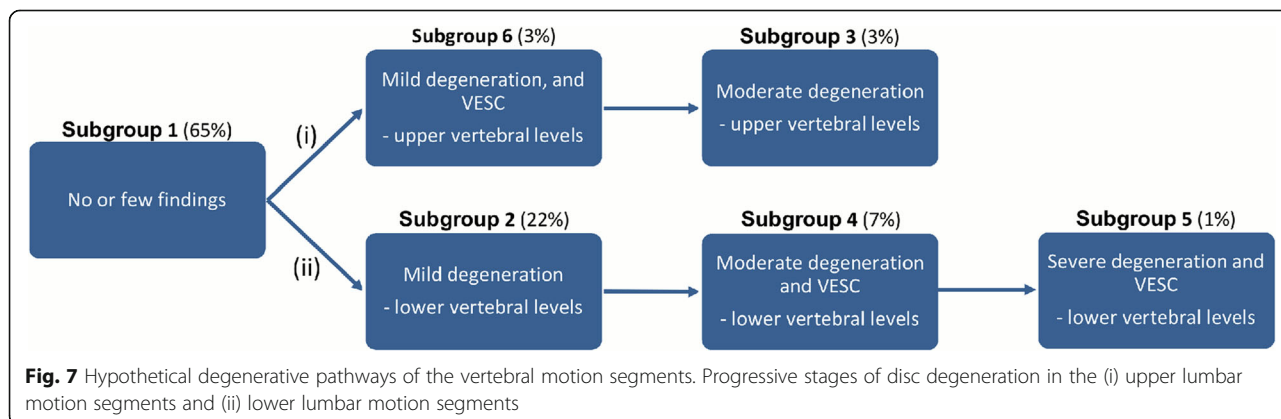 Subgroup 6 (3%)
Mild degeneration, and
VESC
- upper vertebral levels
Subgroup 3 (3%)
Moderate degeneration
- upper vertebral levels
Subgroup 1 (65%)
No or few findings
(i)
(ii)
Subgroup 2 (22%)
Mild degeneration
- lower vertebral levels
Subgroup 4 (7%)
Moderate degeneration
and VESC
- lower vertebral levels
Subgroup 5 (1%)
Severe degeneration and
VESC
- lower vertebral levels
Fig. 7 Hypothetical degenerative pathways of the vertebral motion segments. Progressive stages of disc degeneration in the (i) upper lumbar
motion segments and (ii) lower lumbar motion segments